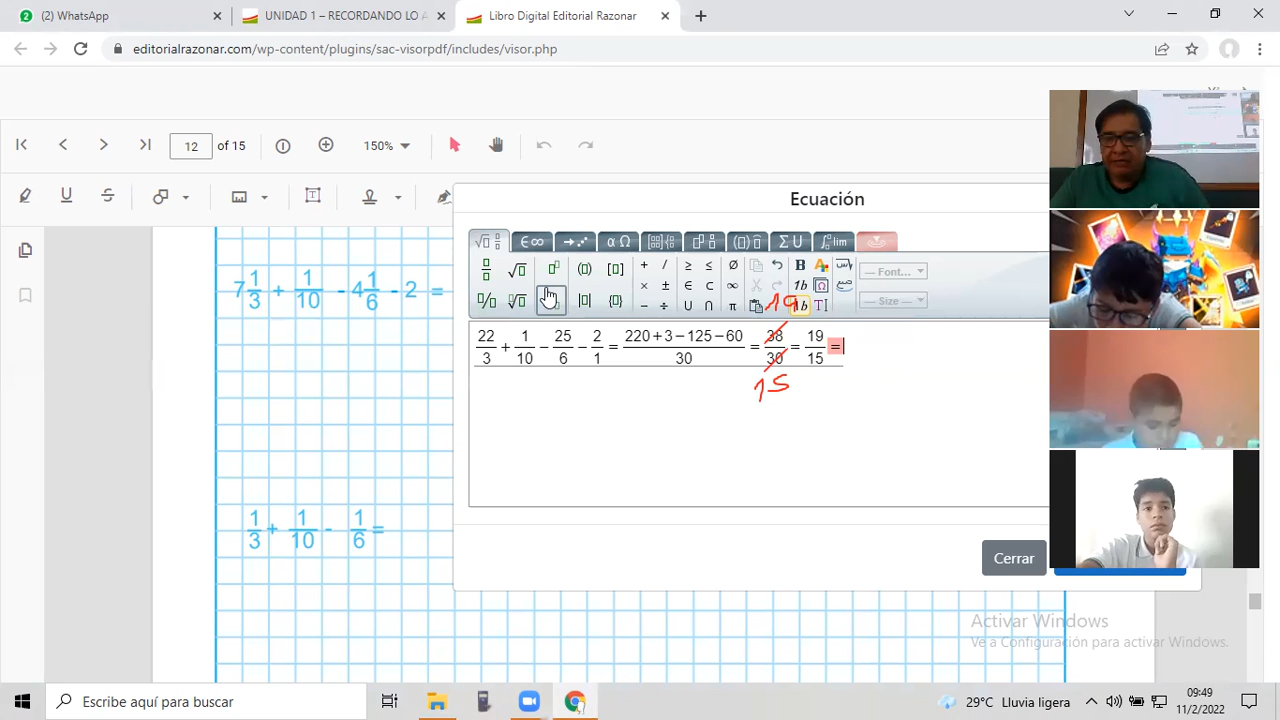 (2) WhatsApp
UNIDAD 1 – RECORDANDO LO A
Libro Digital Editorial Razonar
editorialrazonar.com/wp-content/plugins/sac-visorpdf/includes/visor.php
12 of 15
150%
Ecuación
— Font...
— Size —
7 1/3 + 1/10 - 4 1/6 - 2 =
22/3 + 1/10 − 25/6 − 2/1 = (220+3−125−60)/30 = 38/30 = 19/15 =
19
15
1/3 + 1/10 - 1/6 =
Cerrar
Activar Windows
Ve a Configuración para activar Windows.
Escribe aquí para buscar
29°C Lluvia ligera
09:49
11/2/2022